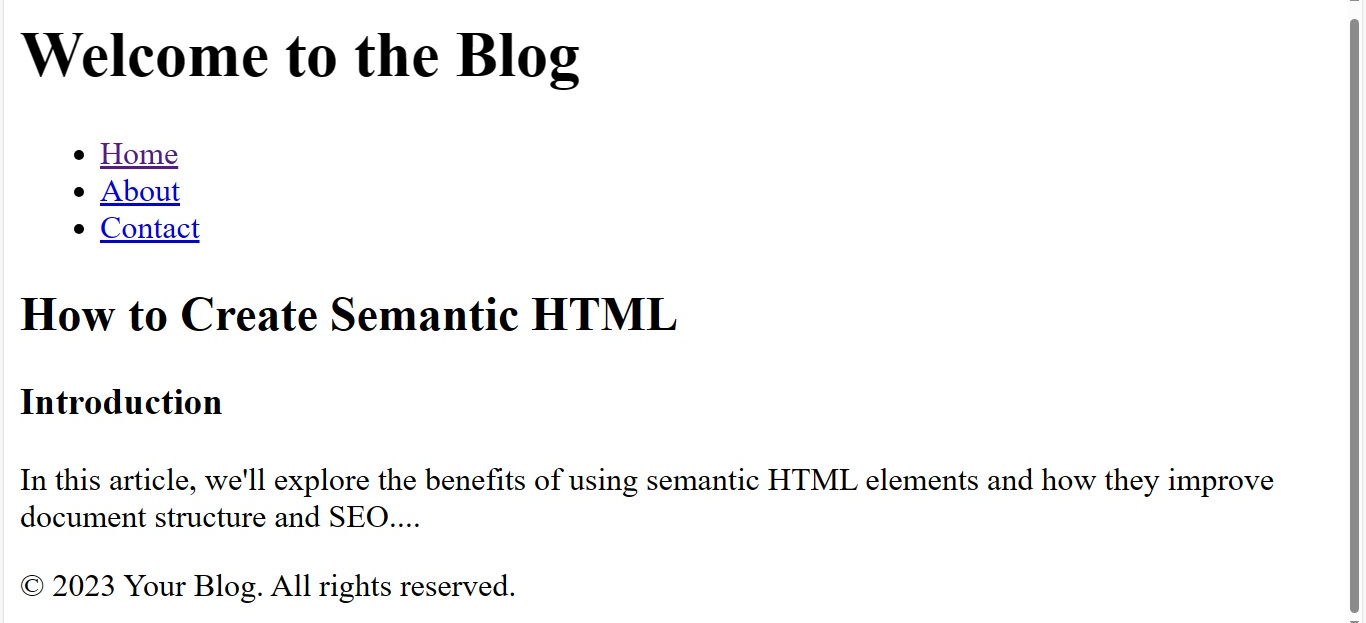 Welcome to the Blog
Home
About
Contact
How to Create Semantic HTML
Introduction
In this article, we'll explore the benefits of using semantic HTML elements and how they improve
document structure and SEO....
© 2023 Your Blog. All rights reserved.